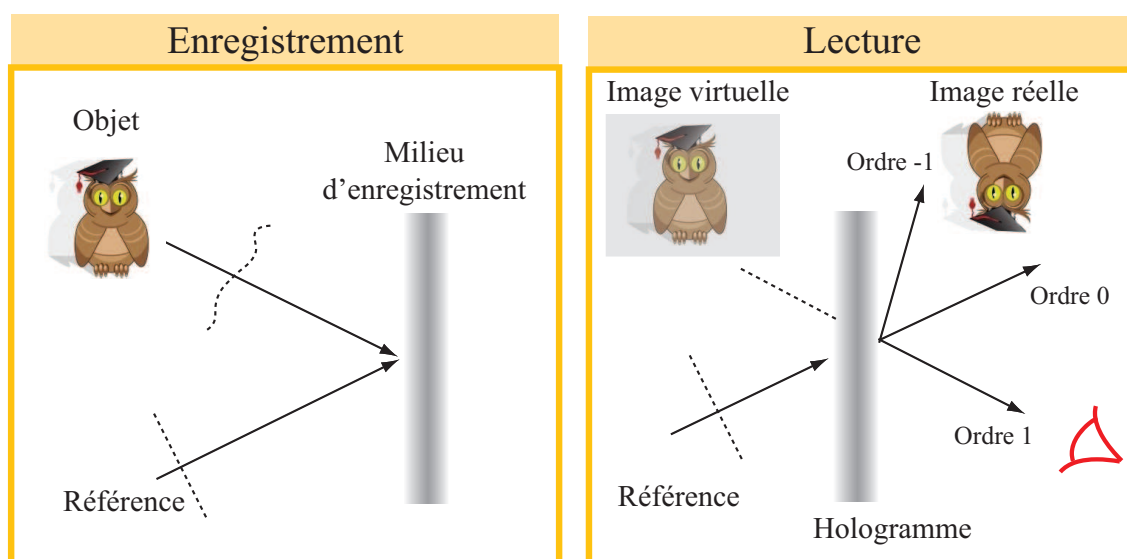 Enregistrement
Objet
Milieu
d'enregistrement
Référence
Lecture
Image virtuelle
Image réelle
Ordre -1
Ordre 0
Ordre 1
Référence
Hologramme